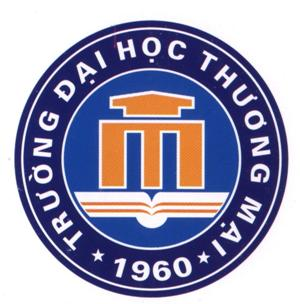 TRƯỜNG ĐẠI HỌC THƯƠNG MẠI
1960